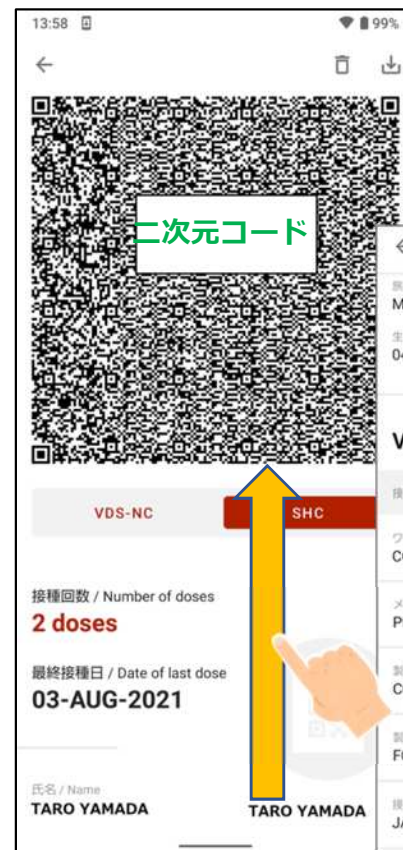 13:58
99%
二次元コード
VDS-NC
SHC
接種回数 / Number of doses
2 doses
最終接種日 / Date of last dose
03-AUG-2021
氏名 / Name
TARO YAMADA
TARO YAMADA